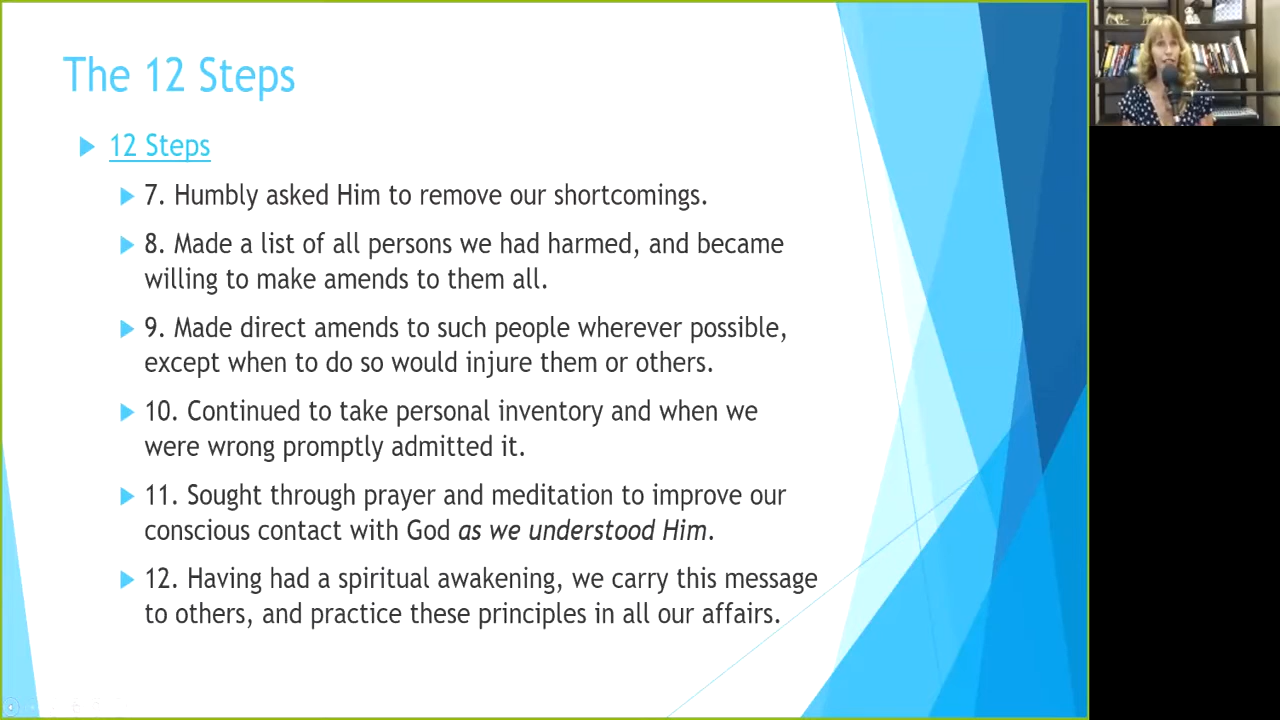 The 12 Steps
12 Steps
7. Humbly asked Him to remove our shortcomings.
8. Made a list of all persons we had harmed, and became
willing to make amends to them all.
9. Made direct amends to such people wherever possible,
except when to do so would injure them or others.
10. Continued to take personal inventory and when we
were wrong promptly admitted it.
11. Sought through prayer and meditation to improve our
conscious contact with God as we understood Him.
12. Having had a spiritual awakening, we carry this message
to others, and practice these principles in all our affairs.